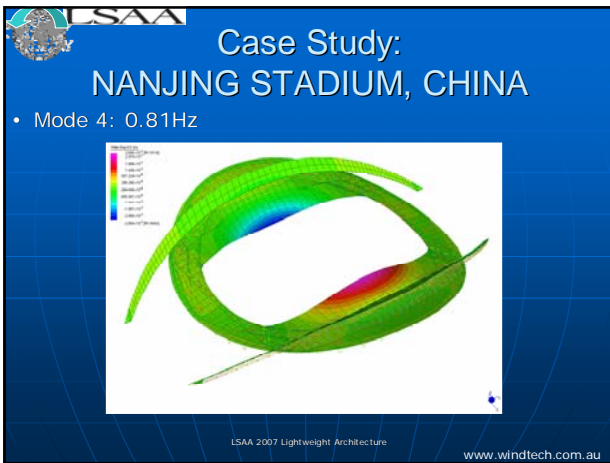 LSAA
Case Study:
NANJING STADIUM, CHINA
• Mode 4: 0.81Hz
LSAA 2007 Lightweight Architecture
www.windtech.com.au